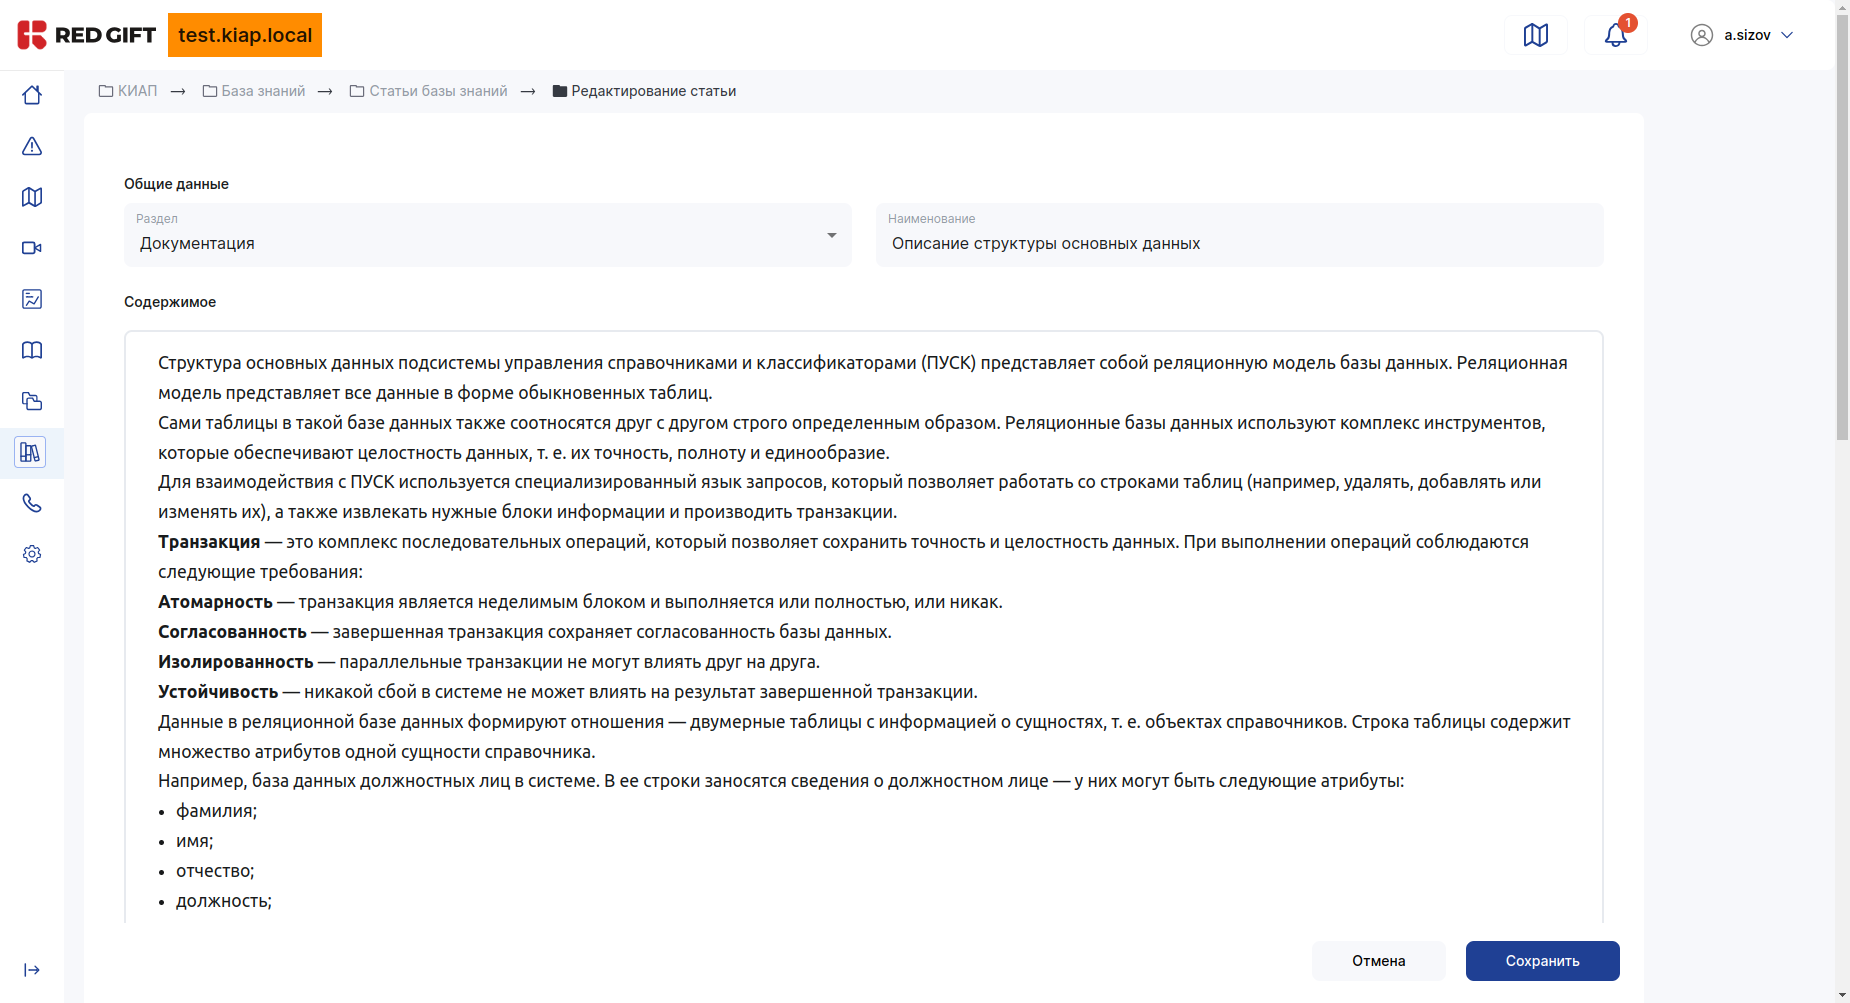 RED GIFT
test.kiap.local
1
a.sizov
КИАП → База знаний → Статьи базы знаний → Редактирование статьи
Общие данные
Раздел
Документация
Наименование
Описание структуры основных данных
Содержимое
Структура основных данных подсистемы управления справочниками и классификаторами (ПУСК) представляет собой реляционную модель базы данных. Реляционная
модель представляет все данные в форме обыкновенных таблиц.
Сами таблицы в такой базе данных также соотносятся друг с другом строго определенным образом. Реляционные базы данных используют комплекс инструментов,
которые обеспечивают целостность данных, т. е. их точность, полноту и единообразие.
Для взаимодействия с ПУСК используется специализированный язык запросов, который позволяет работать со строками таблиц (например, удалять, добавлять или
изменять их), а также извлекать нужные блоки информации и производить транзакции.
Транзакция — это комплекс последовательных операций, который позволяет сохранить точность и целостность данных. При выполнении операций соблюдаются
следующие требования:
Атомарность — транзакция является неделимым блоком и выполняется или полностью, или никак.
Согласованность — завершенная транзакция сохраняет согласованность базы данных.
Изолированность — параллельные транзакции не могут влиять друг на друга.
Устойчивость — никакой сбой в системе не может влиять на результат завершенной транзакции.
Данные в реляционной базе данных формируют отношения — двумерные таблицы с информацией о сущностях, т. е. объектах справочников. Строка таблицы содержит
множество атрибутов одной сущности справочника.
Например, база данных должностных лиц в системе. В ее строки заносятся сведения о должностном лице — у них могут быть следующие атрибуты:
• фамилия;
• имя;
• отчество;
• должность;
Отмена
Сохранить